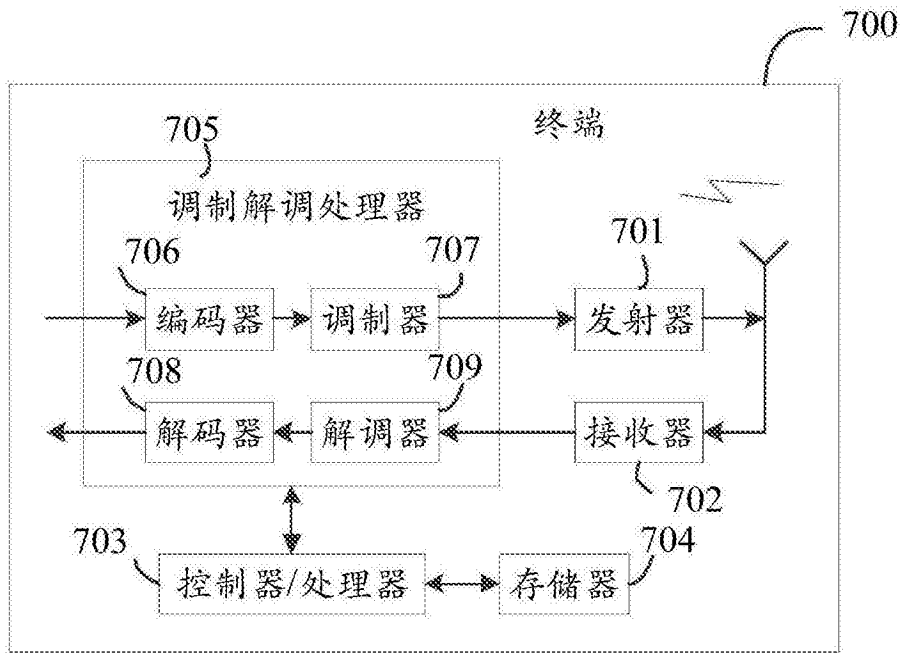 700
终端
705
调制解调处理器
706
707
701
编码器
调制器
发射器
708
709
解码器
解调器
接收器
702
703
704
控制器/处理器
存储器